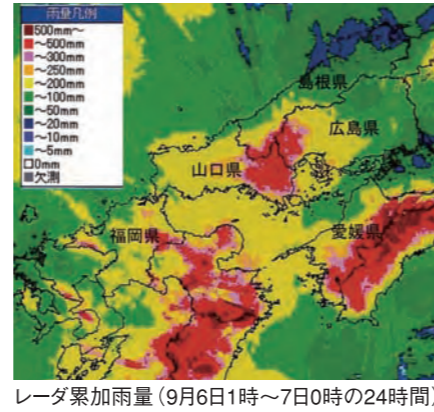 雨量凡例
500mm～
～500mm
～300mm
～250mm
～200mm
～100mm
～50mm
～20mm
～10mm
～5mm
0mm
欠測
島根県
広島県
山口県
福岡県
愛媛県
レーダ累加雨量（9月6日1時～7日0時の24時間）